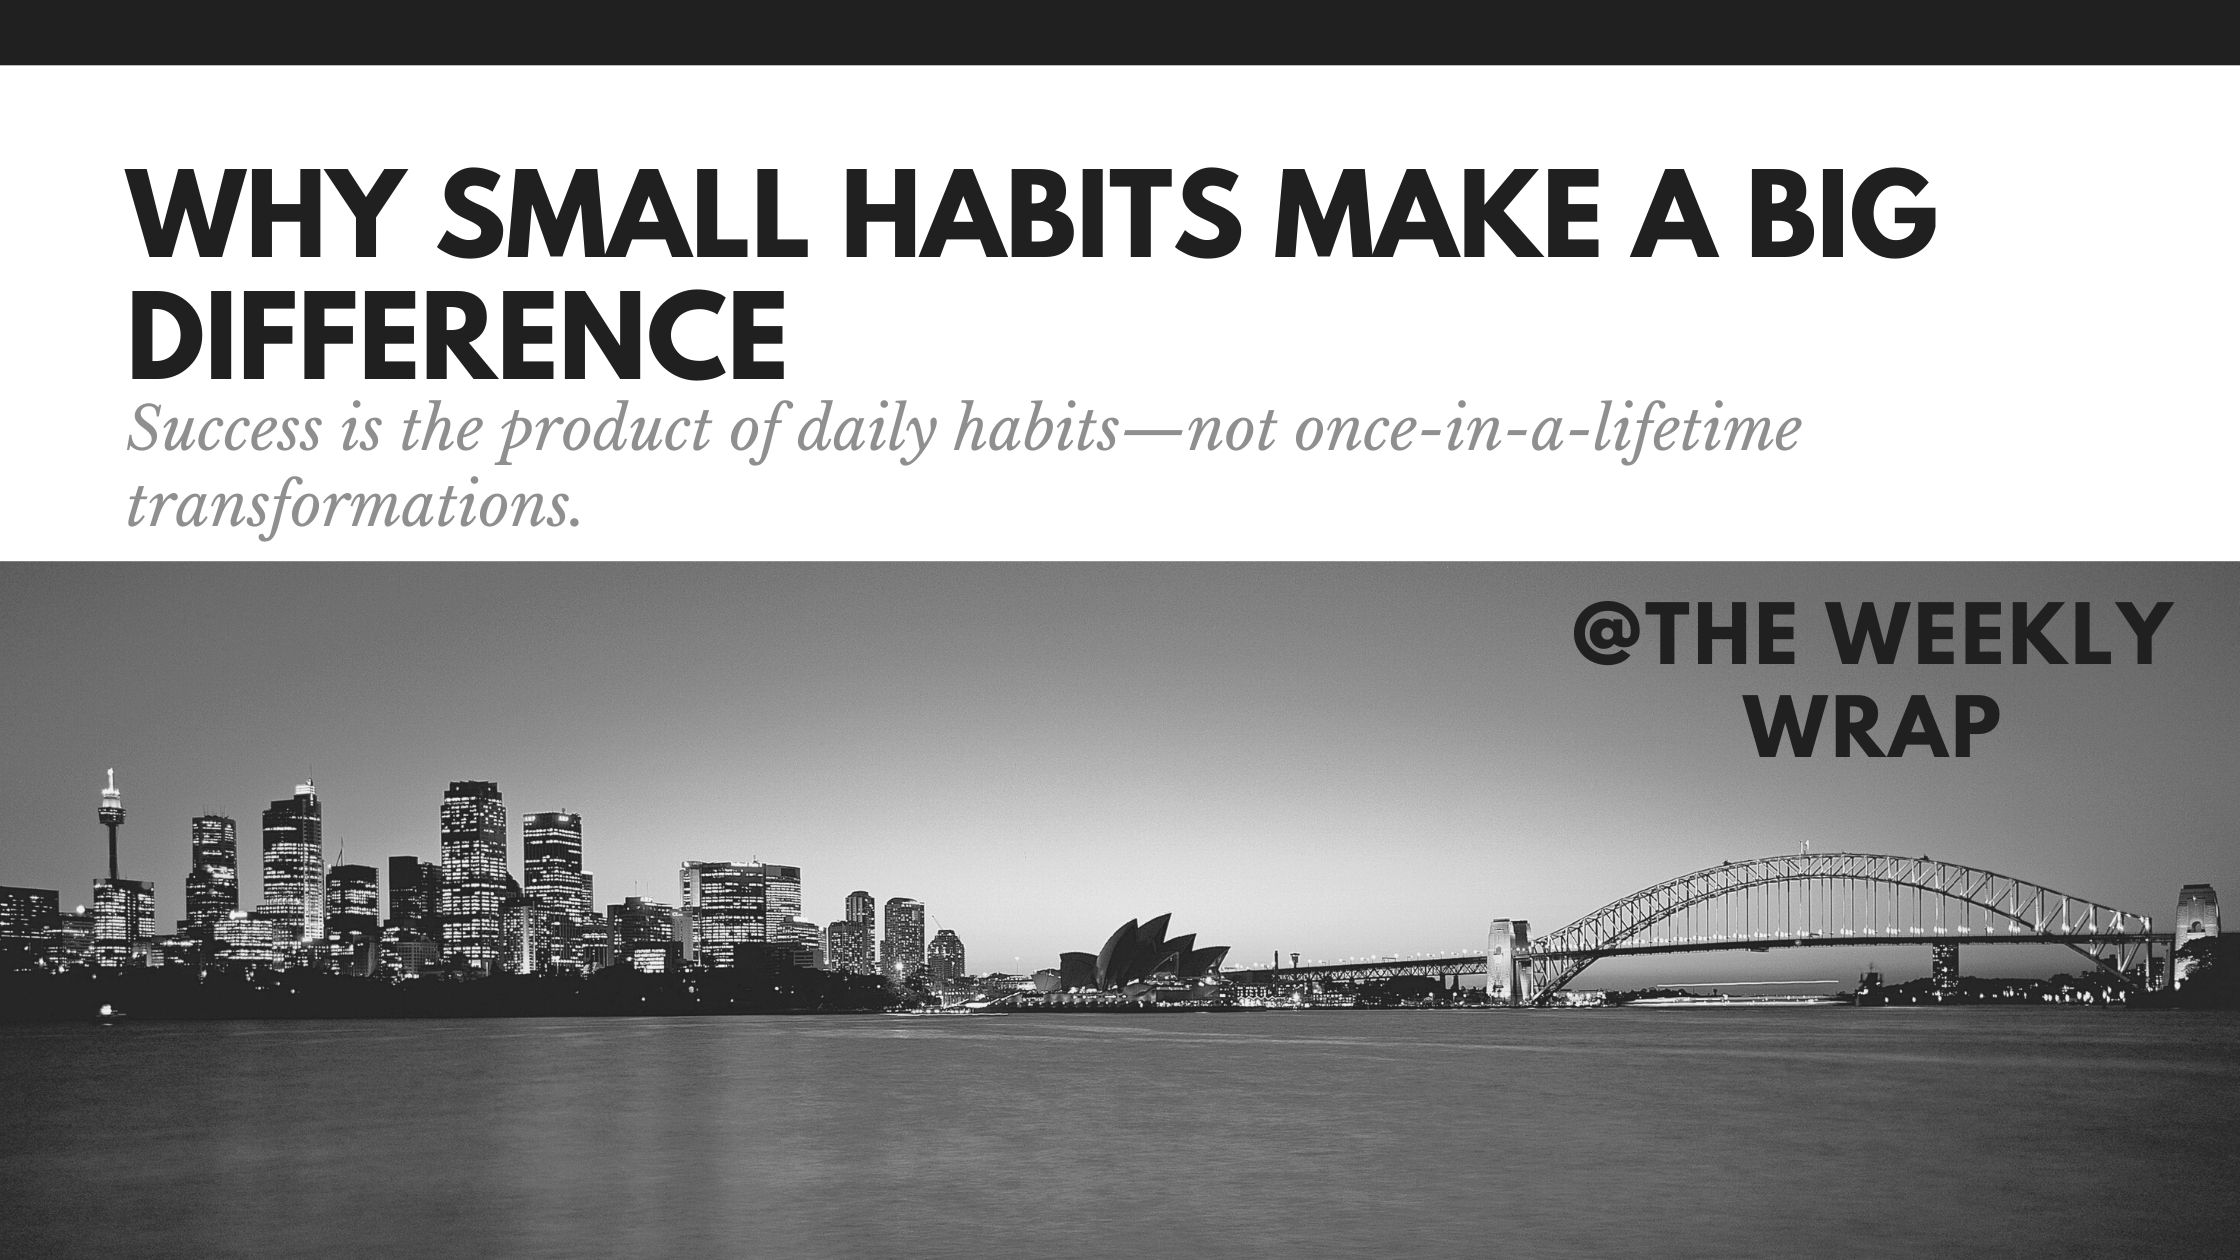 WHY SMALL HABITS MAKE A BIG
DIFFERENCE
Success is the product of daily habits—not once-in-a-lifetime
transformations.
@THE WEEKLY
WRAP